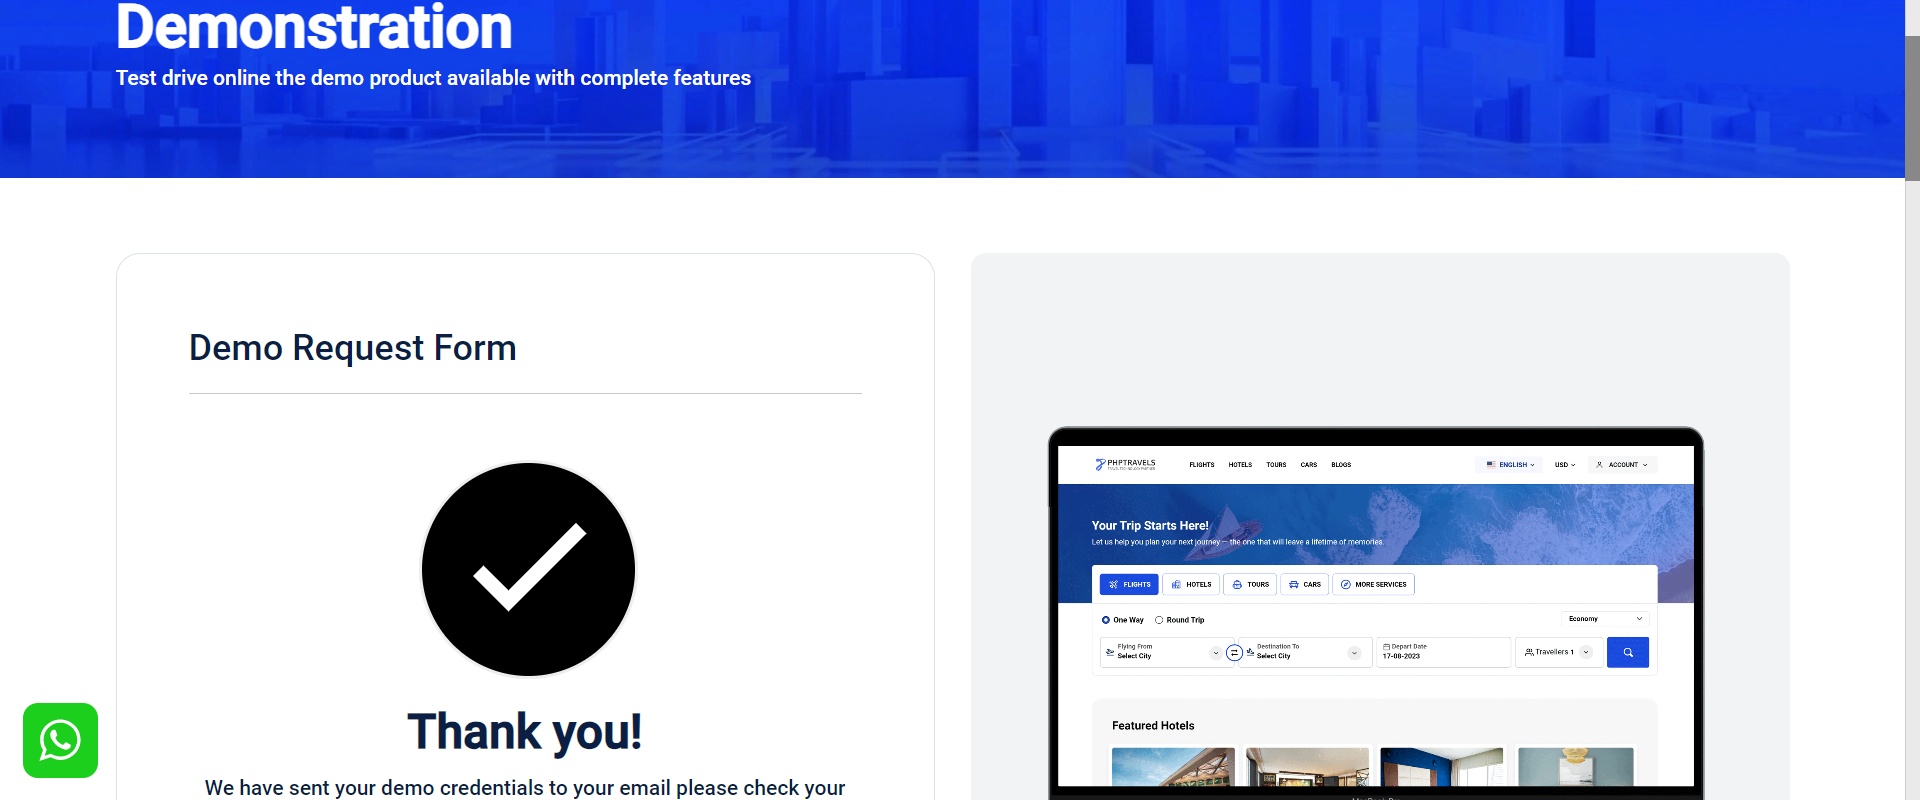 Demonstration
Test drive online the demo product available with complete features
Demo Request Form
Thank you!
We have sent your demo credentials to your email please check your
PHPTRAVELS
FLIGHTS HOTELS TOURS CARS BLOGS
ENGLISH USD ACCOUNT
Your Trip Starts Here!
Let us help you plan your next journey — the one that will leave a lifetime of memories.
FLIGHTS HOTELS TOURS CARS MORE SERVICES
One Way Round Trip
Economy
Flying From
Select City
Destination To
Select City
Depart Date
17-08-2023
Travellers 1
Featured Hotels